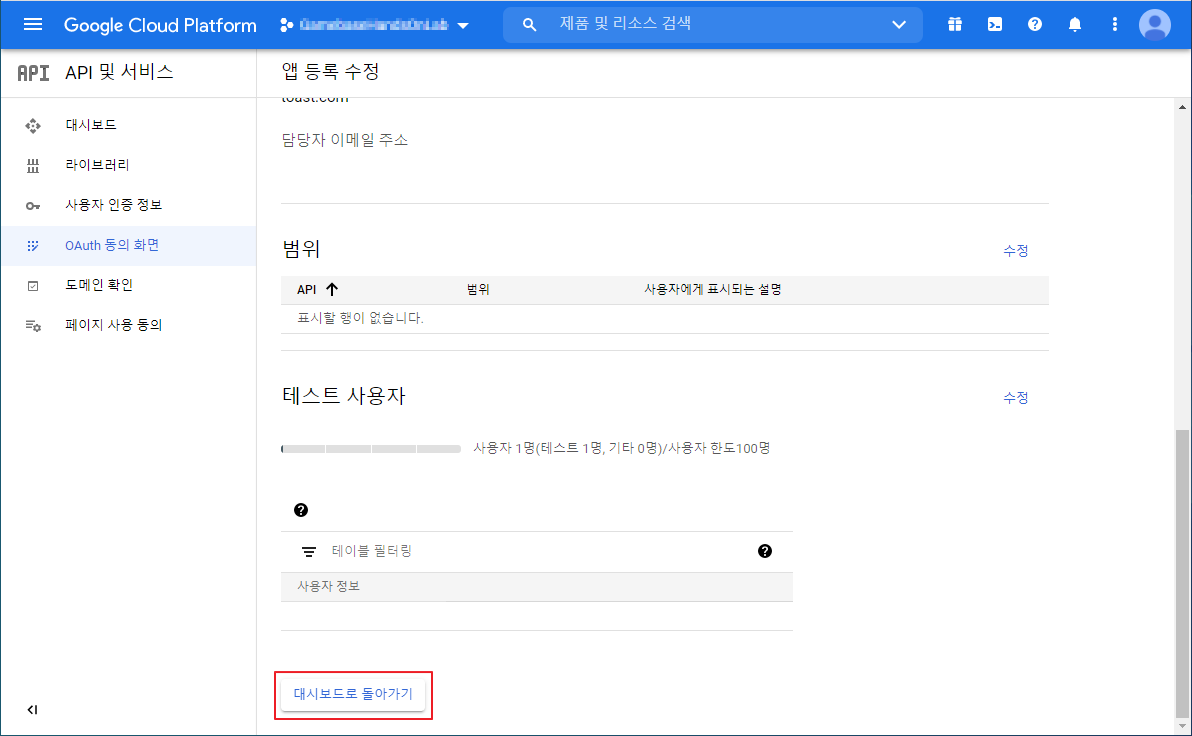 Google Cloud Platform
제품 및 리소스 검색
API API 및 서비스
앱 등록 수정
대시보드
라이브러리
사용자 인증 정보
OAuth 동의 화면
도메인 확인
페이지 사용 동의
toast.com
담당자 이메일 주소
범위
수정
API 범위 사용자에게 표시되는 설명
표시할 행이 없습니다.
테스트 사용자
수정
사용자 1명(테스트 1명, 기타 0명)/사용자 한도100명
테이블 필터링
사용자 정보
대시보드로 돌아가기